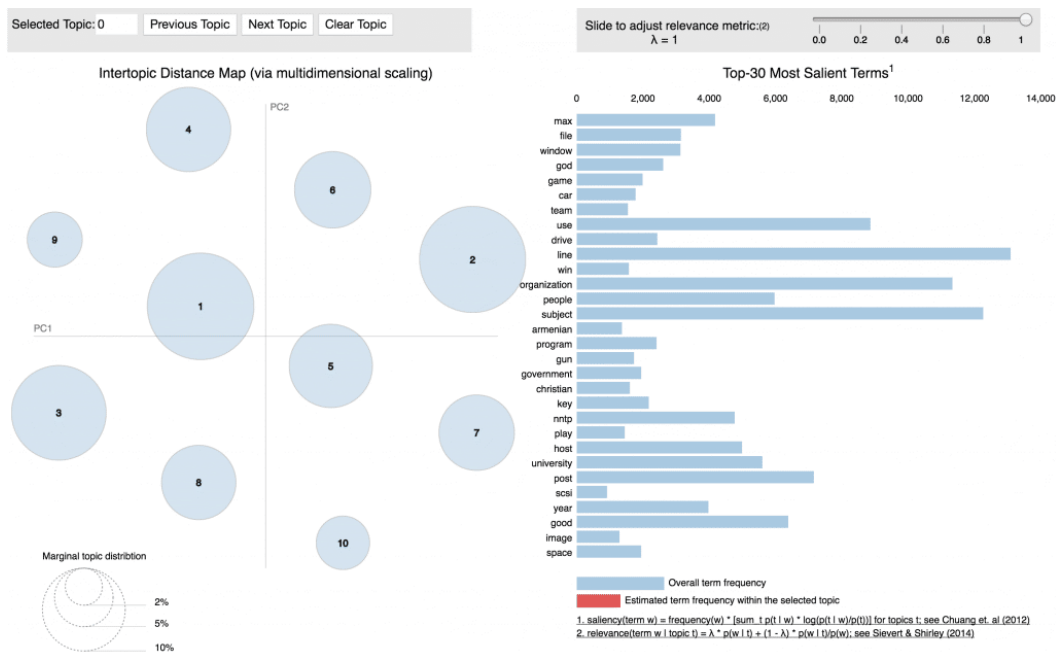 Selected Topic: 0 Previous Topic Next Topic Clear Topic
Slide to adjust relevance metric:(2)
λ = 1
0.0 0.2 0.4 0.6 0.8 1
Intertopic Distance Map (via multidimensional scaling)
PC2
PC1
4
6
9
2
1
5
3
7
8
10
Marginal topic distribtion
2%
5%
10%
Top-30 Most Salient Terms1
0 2,000 4,000 6,000 8,000 10,000 12,000 14,000
max
file
window
god
game
car
team
use
drive
line
win
organization
people
subject
armenian
program
gun
government
christian
key
nntp
play
host
university
post
scsi
year
good
image
space
Overall term frequency
Estimated term frequency within the selected topic
1. saliency(term w) = frequency(w) * [sum_t p(t | w) * log(p(t | w)/p(t))] for topics t; see Chuang et. al (2012)
2. relevance(term w | topic t) = λ * p(w | t) + (1 - λ) * p(w | t)/p(w); see Sievert & Shirley (2014)